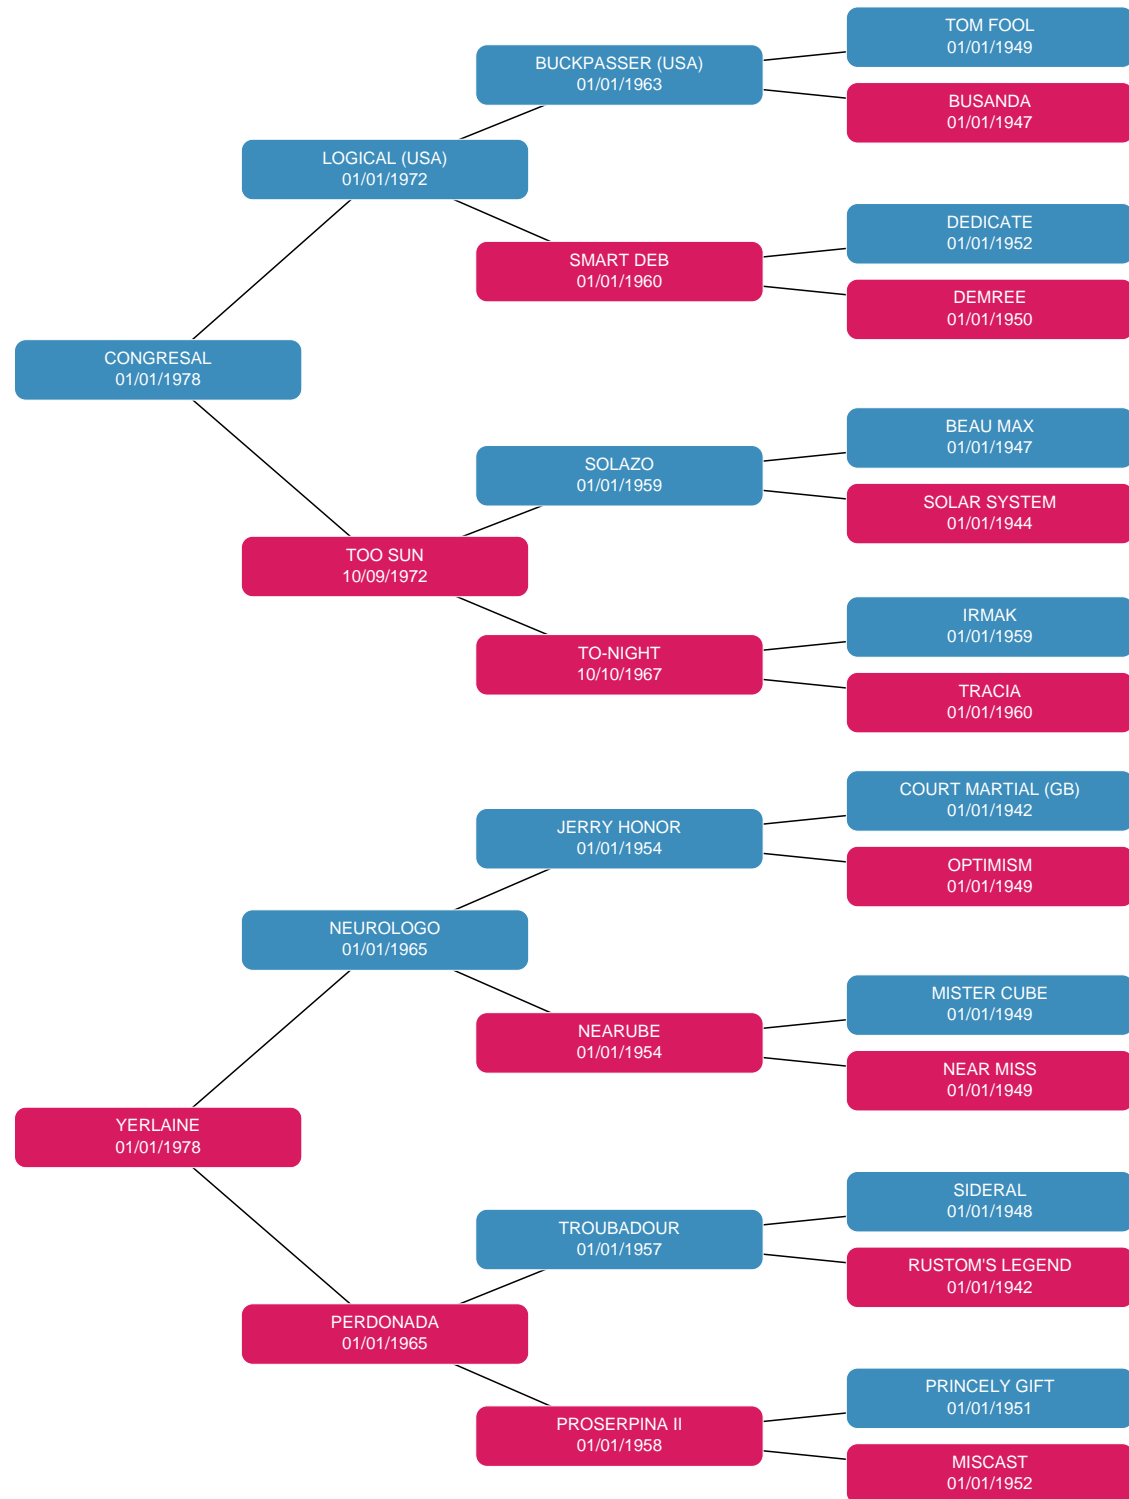 TOM FOOL
01/01/1949
BUCKPASSER (USA)
01/01/1963
BUSANDA
01/01/1947
LOGICAL (USA)
01/01/1972
DEDICATE
01/01/1952
SMART DEB
01/01/1960
DEMREE
01/01/1950
CONGRESAL
01/01/1978
BEAU MAX
01/01/1947
SOLAZO
01/01/1959
SOLAR SYSTEM
01/01/1944
TOO SUN
10/09/1972
IRMAK
01/01/1959
TO-NIGHT
10/10/1967
TRACIA
01/01/1960
COURT MARTIAL (GB)
01/01/1942
JERRY HONOR
01/01/1954
OPTIMISM
01/01/1949
NEUROLOGO
01/01/1965
MISTER CUBE
01/01/1949
NEARUBE
01/01/1954
NEAR MISS
01/01/1949
YERLAINE
01/01/1978
SIDERAL
01/01/1948
TROUBADOUR
01/01/1957
RUSTOM'S LEGEND
01/01/1942
PERDONADA
01/01/1965
PRINCELY GIFT
01/01/1951
PROSERPINA II
01/01/1958
MISCAST
01/01/1952